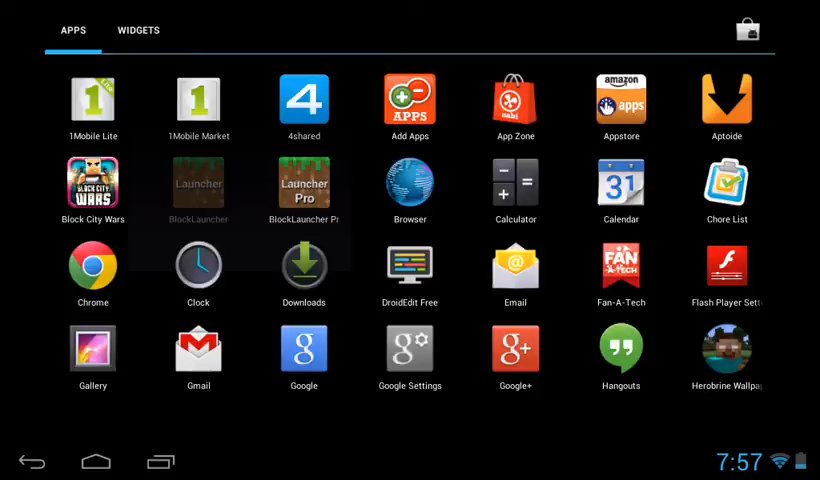 APPS WIDGETS
Lite
1 1 4 APPS nabi amazon apps
1Mobile Lite 1Mobile Market 4shared Add Apps App Zone Appstore Aptoide
BLOCK CITY WARS Launcher Launcher Pro 31
Block City Wars BlockLauncher BlockLauncher Pr Browser Calculator Calendar Chore List
@ FAN -A-TECH
Chrome Clock Downloads DroidEdit Free Email Fan-A-Tech Flash Player Sett
g g g+
Gallery Gmail Google Google Settings Google+ Hangouts Herobrine Wallpap
7:57